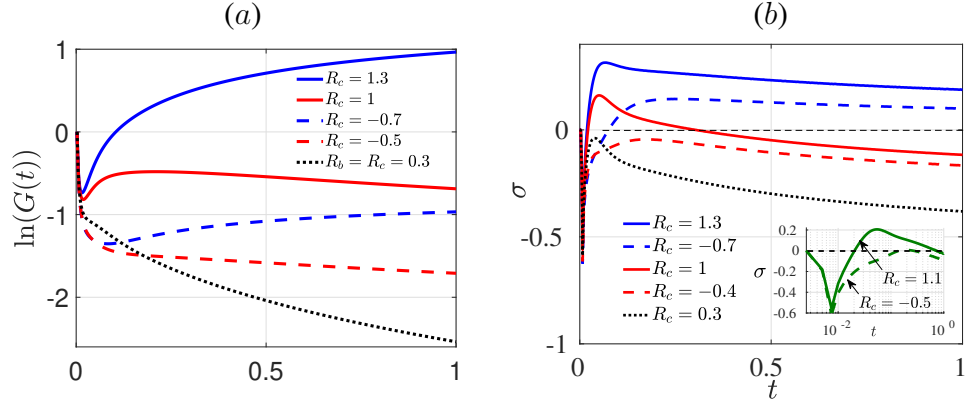 (a)
ln(G(t))
1
0
-1
-2
0
0.5
1
R_c = 1.3
R_c = 1
R_c = −0.7
R_c = −0.5
R_b = R_c = 0.3
(b)
σ
0
-0.5
-1
0
0.5
1
t
R_c = 1.3
R_c = −0.7
R_c = 1
R_c = −0.4
R_c = 0.3
σ
0.2
0
-0.2
-0.4
-0.6
R_c = 1.1
R_c = −0.5
10^-2
t
10^0